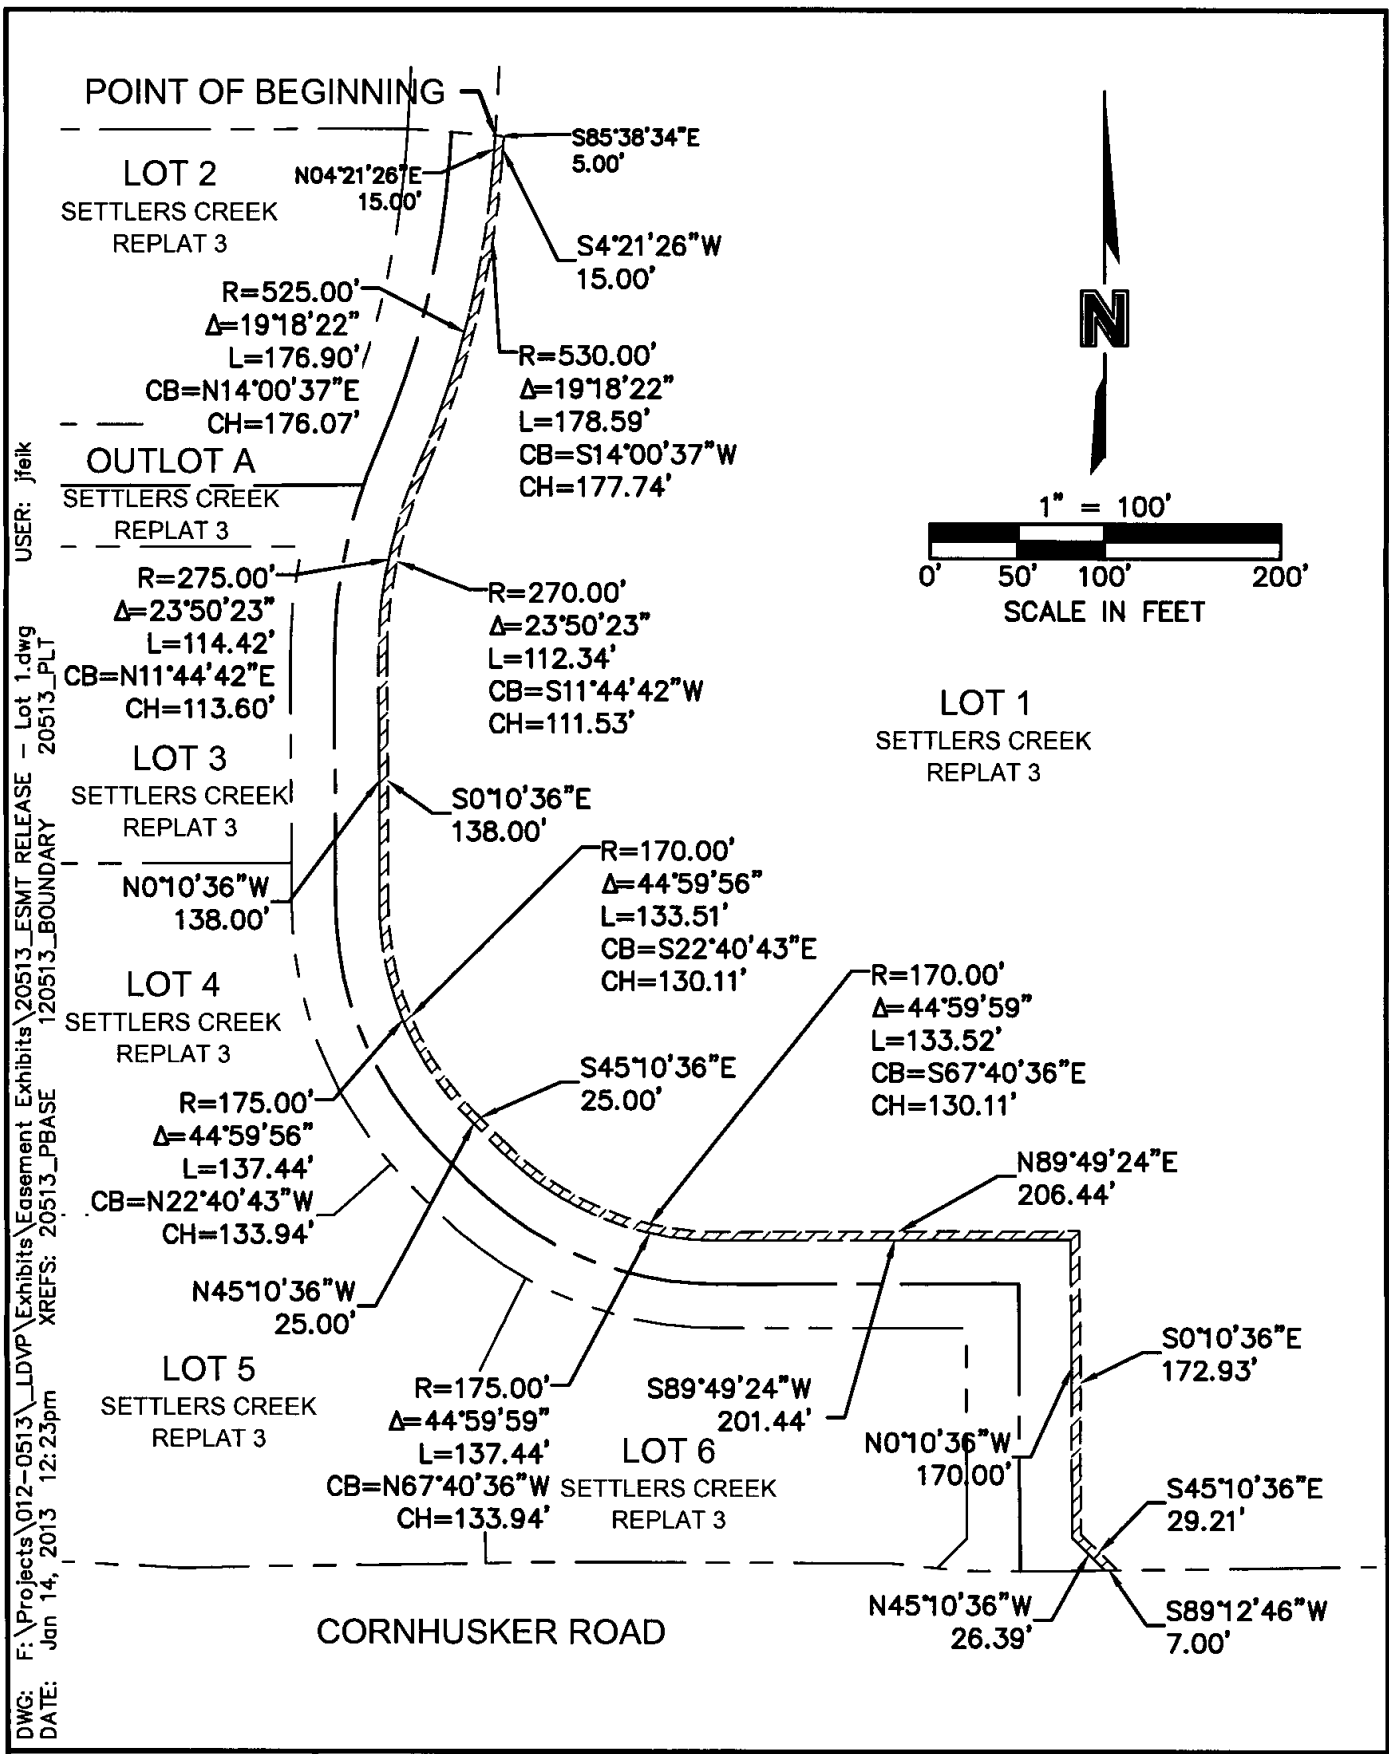 POINT OF BEGINNING
S85°38'34"E
5.00'
LOT 2
SETTLERS CREEK
REPLAT 3
N04°21'26"E
15.00'
S4°21'26"W
15.00'
R=525.00'
Δ=19°18'22"
L=176.90'
CB=N14°00'37"E
CH=176.07'
R=530.00'
Δ=19°18'22"
L=178.59'
CB=S14°00'37"W
CH=177.74'
N
1" = 100'
0' 50' 100' 200'
SCALE IN FEET
OUTLOT A
SETTLERS CREEK
REPLAT 3
R=275.00'
Δ=23°50'23"
L=114.42'
CB=N11°44'42"E
CH=113.60'
R=270.00'
Δ=23°50'23"
L=112.34'
CB=S11°44'42"W
CH=111.53'
LOT 1
SETTLERS CREEK
REPLAT 3
LOT 3
SETTLERS CREEK
REPLAT 3
S0°10'36"E
138.00'
N0°10'36"W
138.00'
R=170.00'
Δ=44°59'56"
L=133.51'
CB=S22°40'43"E
CH=130.11'
LOT 4
SETTLERS CREEK
REPLAT 3
R=170.00'
Δ=44°59'59"
L=133.52'
CB=S67°40'36"E
CH=130.11'
S45°10'36"E
25.00'
R=175.00'
Δ=44°59'56"
L=137.44'
CB=N22°40'43"W
CH=133.94'
N89°49'24"E
206.44'
N45°10'36"W
25.00'
LOT 5
SETTLERS CREEK
REPLAT 3
R=175.00'
Δ=44°59'59"
L=137.44'
CB=N67°40'36"W
CH=133.94'
S89°49'24"W
201.44'
LOT 6
SETTLERS CREEK
REPLAT 3
S0°10'36"E
172.93'
N0°10'36"W
170.00'
S45°10'36"E
29.21'
N45°10'36"W
26.39'
S89°12'46"W
7.00'
CORNHUSKER ROAD
DWG: F:\Projects\012-0513\_LDVP\Exhibits\Easement Exhibits\20513_ESMT RELEASE - Lot 1.dwg USER: jfeik
DATE: Jan 14, 2013 12:23pm XREFS: 20513_PBASE 120513_BOUNDARY 20513_PLT